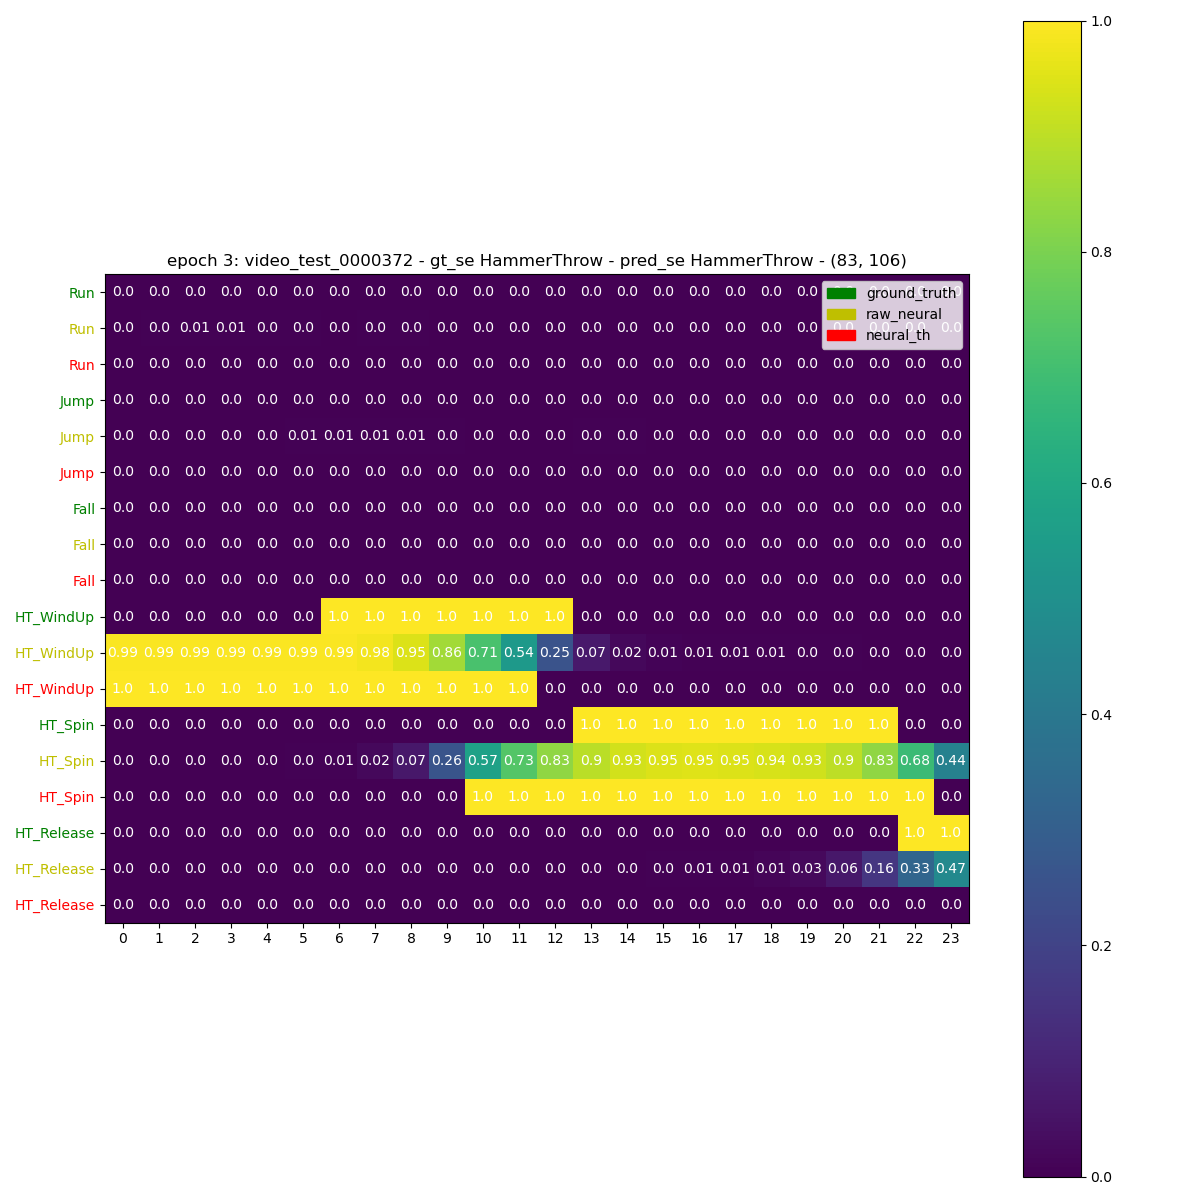 epoch 3: video_test_0000372 - gt_se HammerThrow - pred_se HammerThrow - (83, 106)
Run 0.0 0.0 0.0 0.0 0.0 0.0 0.0 0.0 0.0 0.0 0.0 0.0 0.0 0.0 0.0 0.0 0.0 0.0 0.0 0.0
Run 0.0 0.0 0.01 0.01 0.0 0.0 0.0 0.0 0.0 0.0 0.0 0.0 0.0 0.0 0.0 0.0 0.0 0.0 0.0 0.0 0.0 0.0 0.0 0.0
Run 0.0 0.0 0.0 0.0 0.0 0.0 0.0 0.0 0.0 0.0 0.0 0.0 0.0 0.0 0.0 0.0 0.0 0.0 0.0 0.0 0.0 0.0 0.0 0.0
Jump 0.0 0.0 0.0 0.0 0.0 0.0 0.0 0.0 0.0 0.0 0.0 0.0 0.0 0.0 0.0 0.0 0.0 0.0 0.0 0.0 0.0 0.0 0.0 0.0
Jump 0.0 0.0 0.0 0.0 0.0 0.01 0.01 0.01 0.01 0.0 0.0 0.0 0.0 0.0 0.0 0.0 0.0 0.0 0.0 0.0 0.0 0.0 0.0 0.0
Jump 0.0 0.0 0.0 0.0 0.0 0.0 0.0 0.0 0.0 0.0 0.0 0.0 0.0 0.0 0.0 0.0 0.0 0.0 0.0 0.0 0.0 0.0 0.0 0.0
Fall 0.0 0.0 0.0 0.0 0.0 0.0 0.0 0.0 0.0 0.0 0.0 0.0 0.0 0.0 0.0 0.0 0.0 0.0 0.0 0.0 0.0 0.0 0.0 0.0
Fall 0.0 0.0 0.0 0.0 0.0 0.0 0.0 0.0 0.0 0.0 0.0 0.0 0.0 0.0 0.0 0.0 0.0 0.0 0.0 0.0 0.0 0.0 0.0 0.0
Fall 0.0 0.0 0.0 0.0 0.0 0.0 0.0 0.0 0.0 0.0 0.0 0.0 0.0 0.0 0.0 0.0 0.0 0.0 0.0 0.0 0.0 0.0 0.0 0.0
HT_WindUp 0.0 0.0 0.0 0.0 0.0 0.0 1.0 1.0 1.0 1.0 1.0 1.0 1.0 0.0 0.0 0.0 0.0 0.0 0.0 0.0 0.0 0.0 0.0 0.0
HT_WindUp 0.99 0.99 0.99 0.99 0.99 0.99 0.99 0.98 0.95 0.86 0.71 0.54 0.25 0.07 0.02 0.01 0.01 0.01 0.01 0.0 0.0 0.0 0.0 0.0
HT_WindUp 1.0 1.0 1.0 1.0 1.0 1.0 1.0 1.0 1.0 1.0 1.0 1.0 0.0 0.0 0.0 0.0 0.0 0.0 0.0 0.0 0.0 0.0 0.0 0.0
HT_Spin 0.0 0.0 0.0 0.0 0.0 0.0 0.0 0.0 0.0 0.0 0.0 0.0 0.0 1.0 1.0 1.0 1.0 1.0 1.0 1.0 1.0 1.0 0.0 0.0
HT_Spin 0.0 0.0 0.0 0.0 0.0 0.0 0.01 0.02 0.07 0.26 0.57 0.73 0.83 0.9 0.93 0.95 0.95 0.95 0.94 0.93 0.9 0.83 0.68 0.44
HT_Spin 0.0 0.0 0.0 0.0 0.0 0.0 0.0 0.0 0.0 0.0 1.0 1.0 1.0 1.0 1.0 1.0 1.0 1.0 1.0 1.0 1.0 1.0 1.0 0.0
HT_Release 0.0 0.0 0.0 0.0 0.0 0.0 0.0 0.0 0.0 0.0 0.0 0.0 0.0 0.0 0.0 0.0 0.0 0.0 0.0 0.0 0.0 0.0 1.0 1.0
HT_Release 0.0 0.0 0.0 0.0 0.0 0.0 0.0 0.0 0.0 0.0 0.0 0.0 0.0 0.0 0.0 0.0 0.01 0.01 0.01 0.03 0.06 0.16 0.33 0.47
HT_Release 0.0 0.0 0.0 0.0 0.0 0.0 0.0 0.0 0.0 0.0 0.0 0.0 0.0 0.0 0.0 0.0 0.0 0.0 0.0 0.0 0.0 0.0 0.0 0.0
0 1 2 3 4 5 6 7 8 9 10 11 12 13 14 15 16 17 18 19 20 21 22 23
ground_truth
raw_neural
neural_th
1.0
0.8
0.6
0.4
0.2
0.0